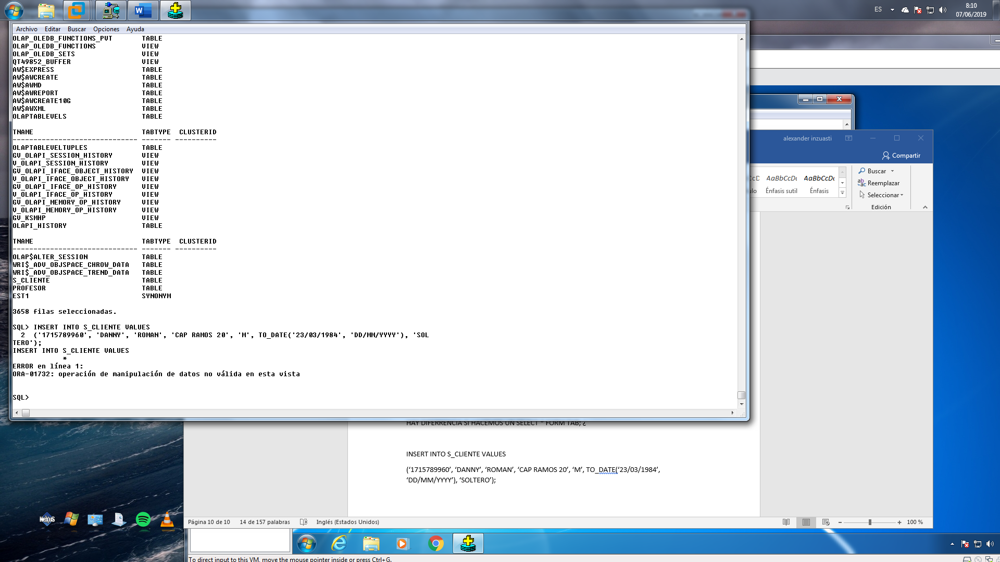 ES
8:10
07/06/2019
Archivo Editar Buscar Opciones Ayuda
OLAP_OLEDB_FUNCTIONS_PVT TABLE
OLAP_OLEDB_FUNCTIONS VIEW
OLAP_OLEDB_SETS VIEW
QT49852_BUFFER VIEW
AW$EXPRESS TABLE
AW$AWCREATE TABLE
AW$AWMD TABLE
AW$AWREPORT TABLE
AW$AWCREATE10G TABLE
AW$AWXML TABLE
OLAPTABLEVELS TABLE
TNAME TABTYPE CLUSTERID
------------------------------ ------- ----------
OLAPTABLEVELTUPLES TABLE
GV_OLAPI_SESSION_HISTORY VIEW
V_OLAPI_SESSION_HISTORY VIEW
GV_OLAPI_IFACE_OBJECT_HISTORY VIEW
V_OLAPI_IFACE_OBJECT_HISTORY VIEW
GV_OLAPI_IFACE_OP_HISTORY VIEW
V_OLAPI_IFACE_OP_HISTORY VIEW
GV_OLAPI_MEMORY_OP_HISTORY VIEW
V_OLAPI_MEMORY_OP_HISTORY VIEW
GV_KSMHP VIEW
OLAPI_HISTORY TABLE
TNAME TABTYPE CLUSTERID
------------------------------ ------- ----------
OLAP$ALTER_SESSION TABLE
WRI$_ADV_OBJSPACE_CHROW_DATA TABLE
WRI$_ADV_OBJSPACE_TREND_DATA TABLE
S_CLIENTE TABLE
PROFESOR TABLE
EST1 SYNONYM
3658 filas seleccionadas.
SQL> INSERT INTO S_CLIENTE VALUES
2 ('1715789960', 'DANNY', 'ROMAN', 'CAP RAMOS 20', 'M', TO_DATE('23/03/1984', 'DD/MM/YYYY'), 'SOL
TERO');
INSERT INTO S_CLIENTE VALUES
*
ERROR en línea 1:
ORA-01732: operación de manipulación de datos no válida en esta vista
SQL>
alexander inzuasti
Compartir
AaBbCcDc AaBbCcDc
Énfasis sutil Énfasis
Buscar
Reemplazar
Seleccionar
Edición
HAY DIFERRENCIA SI HACEMOS UN SELECT * FORM TAB; ¿
INSERT INTO S_CLIENTE VALUES
(‘1715789960’, ‘DANNY’, ‘ROMAN’, ‘CAP RAMOS 20’, ‘M’, TO_DATE(‘23/03/1984’,
‘DD/MM/YYYY’), ‘SOLTERO’);
NEXUS
Página 10 de 10 14 de 157 palabras Inglés (Estados Unidos) 100 %
To direct input to this VM, move the mouse pointer inside or press Ctrl+G.